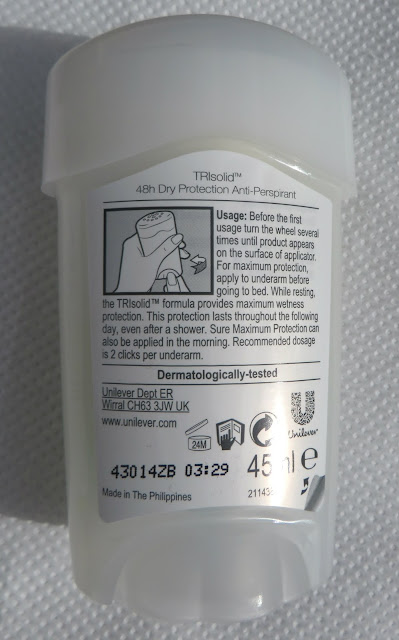 TRIsolid™
48h Dry Protection Anti-Perspirant
Usage: Before the first
usage turn the wheel several
times until product appears
on the surface of applicator.
For maximum protection,
apply to underarm before
going to bed. While resting,
the TRIsolid™ formula provides maximum wetness
protection. This protection lasts throughout the following
day, even after a shower. Sure Maximum Protection can
also be applied in the morning. Recommended dosage
is 2 clicks per underarm.
Dermatologically-tested
Unilever Dept ER
Wirral CH63 3JW UK
www.unilever.com
24M
Unilever
43014ZB 03:29
45 ml e
Made in The Philippines